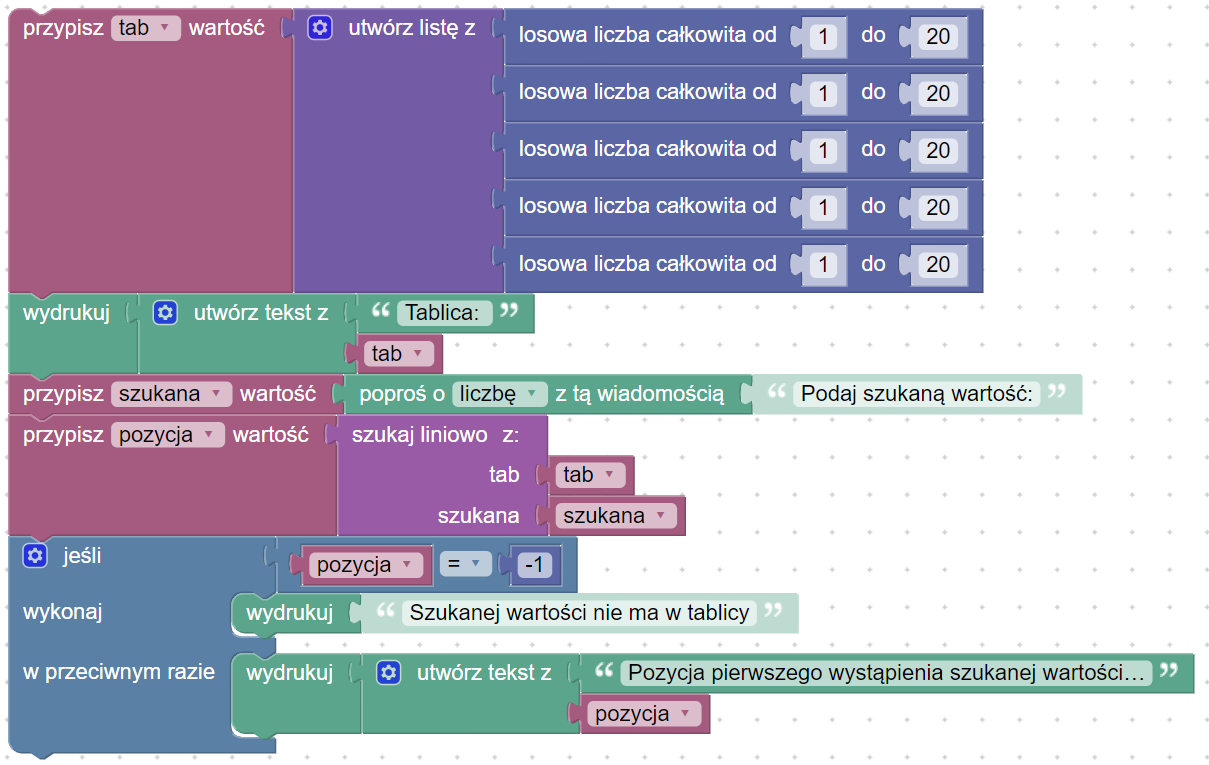 przypisz tab wartość utwórz listę z losowa liczba całkowita od 1 do 20
losowa liczba całkowita od 1 do 20
losowa liczba całkowita od 1 do 20
losowa liczba całkowita od 1 do 20
losowa liczba całkowita od 1 do 20
wydrukuj utwórz tekst z “ Tablica: ”
tab
przypisz szukana wartość poproś o liczbę z tą wiadomością “ Podaj szukaną wartość: ”
przypisz pozycja wartość szukaj liniowo z:
tab tab
szukana szukana
jeśli pozycja = -1
wykonaj wydrukuj “ Szukanej wartości nie ma w tablicy ”
w przeciwnym razie wydrukuj utwórz tekst z “ Pozycja pierwszego wystąpienia szukanej wartości… ”
pozycja